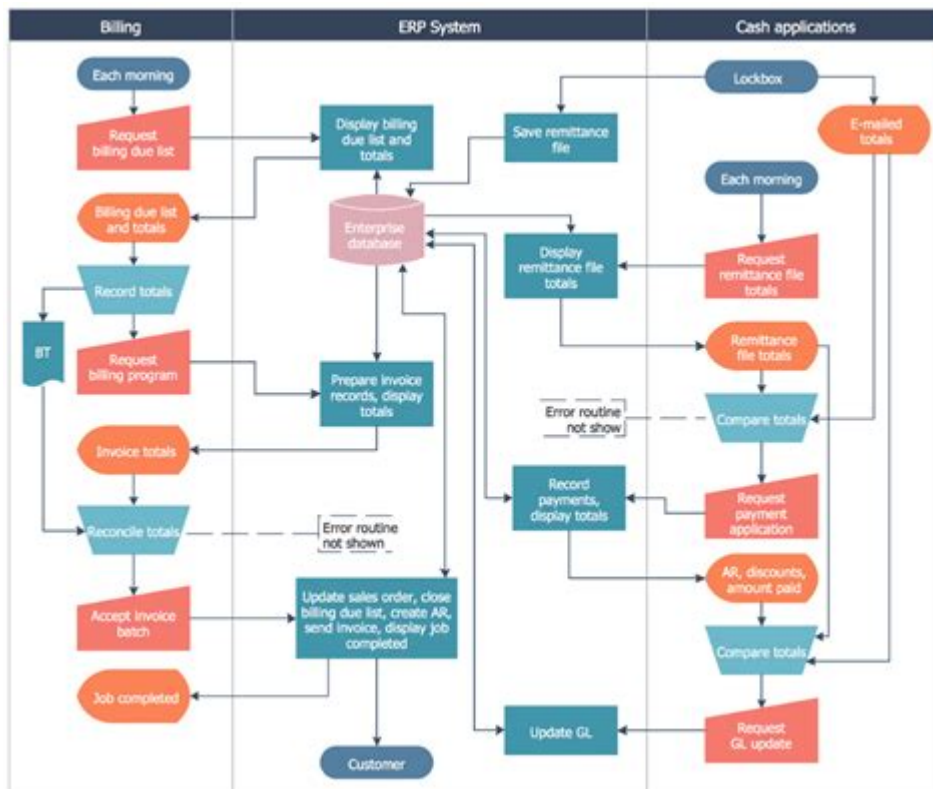 Billing
ERP System
Cash applications
Each morning
Request
billing due list
Billing due list
and totals
Record totals
BT
Request
billing program
Invoice totals
Reconcile totals
Accept invoice
batch
Job completed
Display billing
due list and
totals
Save remittance
file
Enterprise
database
Display
remittance file
totals
Prepare invoice
records, display
totals
Error routine
not show
Record
payments,
display totals
Error routine
not shown
Update sales order, close
billing due list, create AR,
send invoice, display job
completed
Update GL
Customer
Lockbox
E-mailed
totals
Each morning
Request
remittance file
totals
Remittance
file totals
Compare totals
Request
payment
application
AR, discounts,
amount paid
Compare totals
Request
GL update